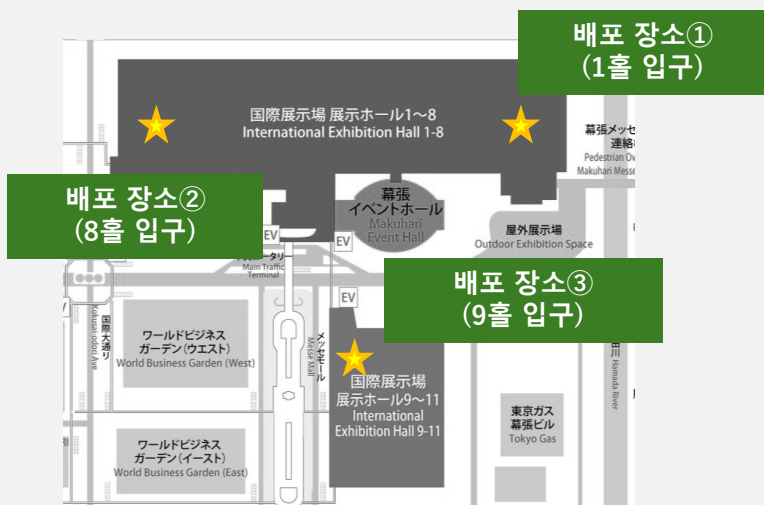 배포 장소①
(1홀 입구)
国際展示場 展示ホール1～8
International Exhibition Hall 1-8
幕張メッセ
連絡
Pedestrian Ov
Makuhari Messe
배포 장소②
(8홀 입구)
幕張
イベントホール
Makuhari
Event Hall
屋外展示場
Outdoor Exhibition Space
EV
EV
ータリー
Main Traffic
Terminal
배포 장소③
(9홀 입구)
EV
国際大通り
Kokusai-odori Ave
ワールドビジネス
ガーデン(ウエスト)
World Business Garden (West)
メッセモール
Messe Mall
国際展示場
展示ホール9～11
International
Exhibition Hall 9-11
田川 Hamada River
東京ガス
幕張ビル
Tokyo Gas
ワールドビジネス
ガーデン(イースト)
World Business Garden (East)